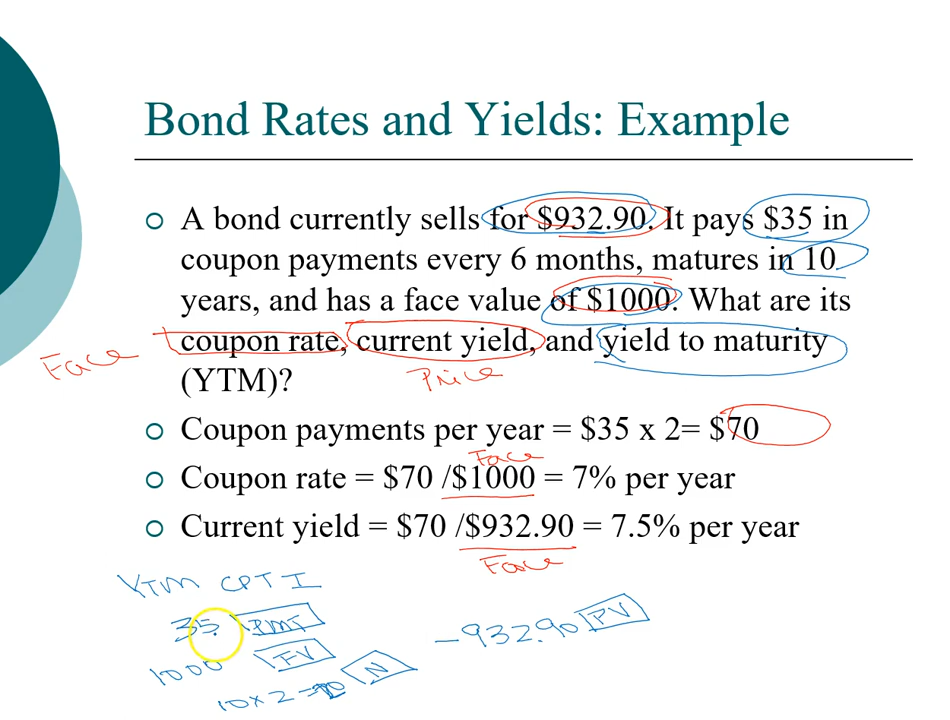 Bond Rates and Yields: Example
A bond currently sells for $932.90. It pays $35 in
coupon payments every 6 months, matures in 10
years, and has a face value of $1000. What are its
coupon rate, current yield, and yield to maturity
Face
Price
(YTM)?
Coupon payments per year = $35 x 2= $70
Face
Coupon rate = $70 /$1000 = 7% per year
Current yield = $70 /$932.90 = 7.5% per year
Face
YTM CPT I
35 PMT
-932.90 PV
1000 FV
10x2= N